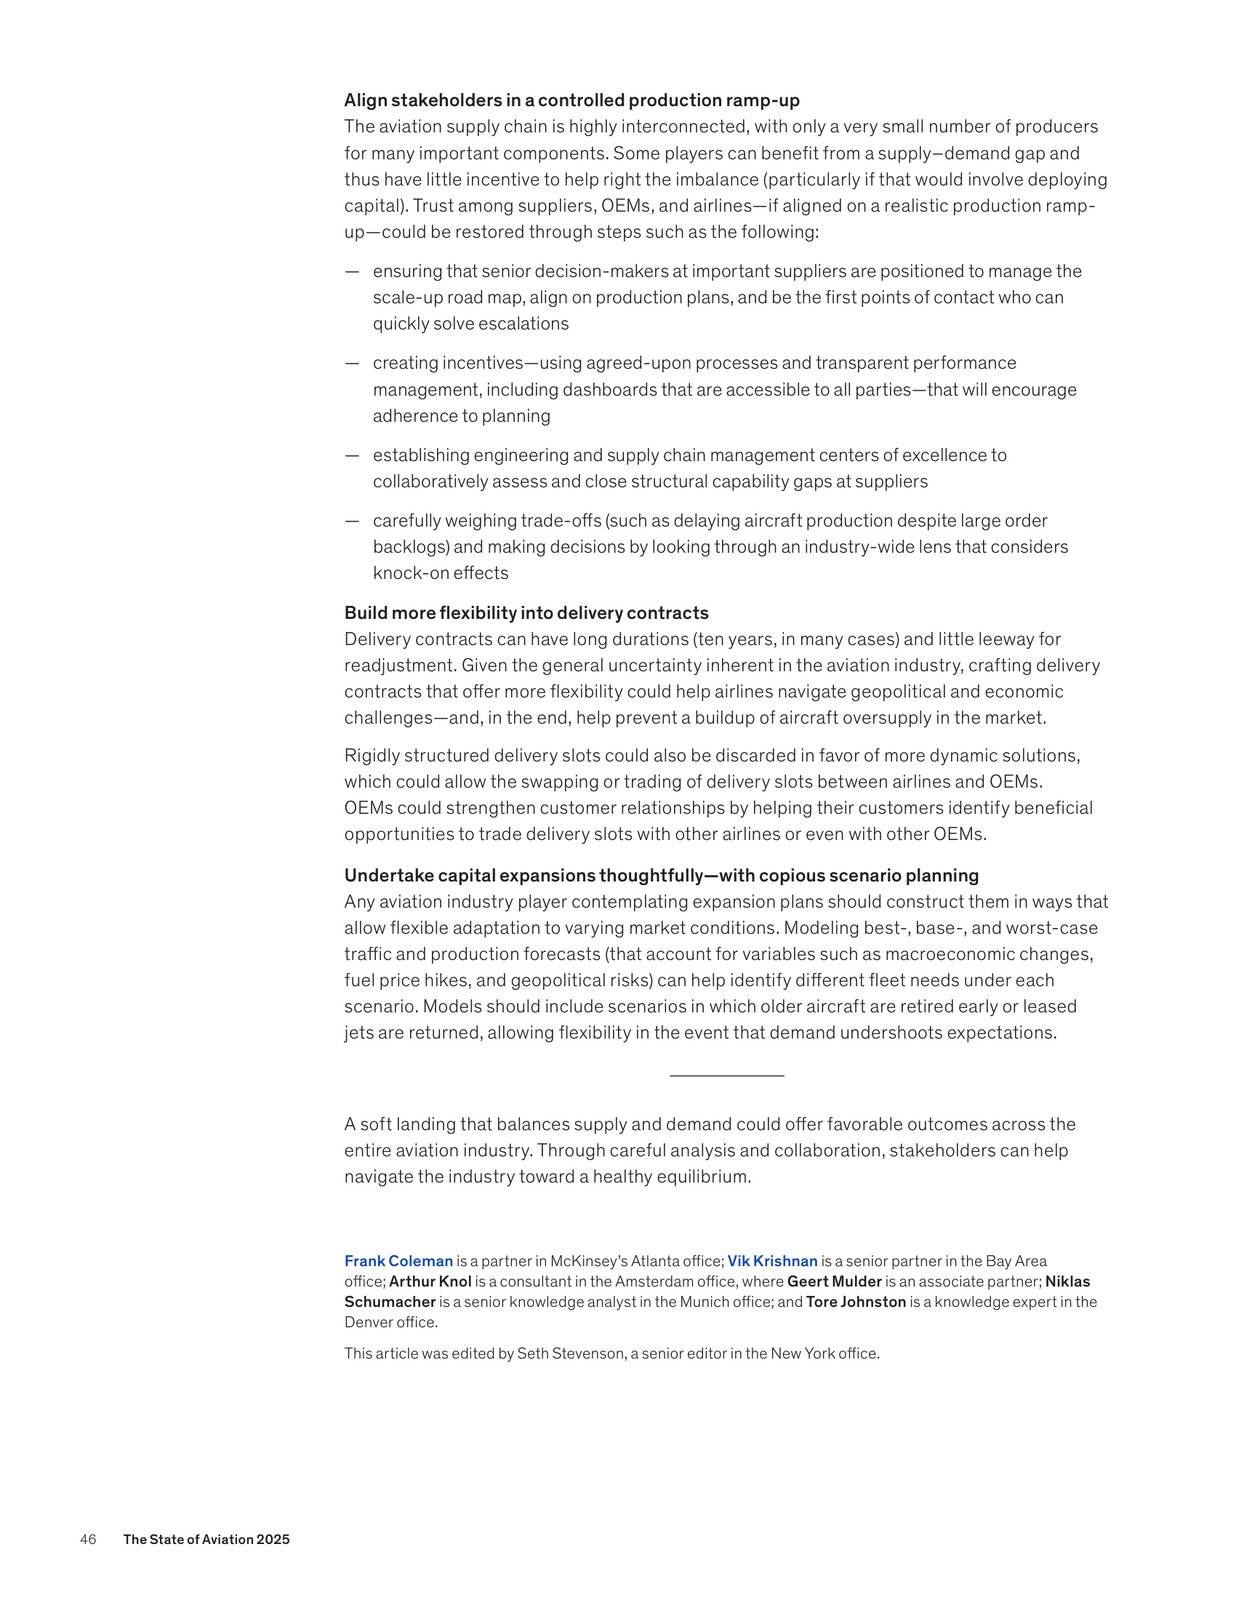 Align stakeholders in a controlled production ramp-up
The aviation supply chain is highly interconnected, with only a very small number of producers
for many important components. Some players can benefit from a supply–demand gap and
thus have little incentive to help right the imbalance (particularly if that would involve deploying
capital). Trust among suppliers, OEMs, and airlines—if aligned on a realistic production ramp-
up—could be restored through steps such as the following:
— ensuring that senior decision-makers at important suppliers are positioned to manage the
scale-up road map, align on production plans, and be the first points of contact who can
quickly solve escalations
— creating incentives—using agreed-upon processes and transparent performance
management, including dashboards that are accessible to all parties—that will encourage
adherence to planning
— establishing engineering and supply chain management centers of excellence to
collaboratively assess and close structural capability gaps at suppliers
— carefully weighing trade-offs (such as delaying aircraft production despite large order
backlogs) and making decisions by looking through an industry-wide lens that considers
knock-on effects
Build more flexibility into delivery contracts
Delivery contracts can have long durations (ten years, in many cases) and little leeway for
readjustment. Given the general uncertainty inherent in the aviation industry, crafting delivery
contracts that offer more flexibility could help airlines navigate geopolitical and economic
challenges—and, in the end, help prevent a buildup of aircraft oversupply in the market.
Rigidly structured delivery slots could also be discarded in favor of more dynamic solutions,
which could allow the swapping or trading of delivery slots between airlines and OEMs.
OEMs could strengthen customer relationships by helping their customers identify beneficial
opportunities to trade delivery slots with other airlines or even with other OEMs.
Undertake capital expansions thoughtfully—with copious scenario planning
Any aviation industry player contemplating expansion plans should construct them in ways that
allow flexible adaptation to varying market conditions. Modeling best-, base-, and worst-case
traffic and production forecasts (that account for variables such as macroeconomic changes,
fuel price hikes, and geopolitical risks) can help identify different fleet needs under each
scenario. Models should include scenarios in which older aircraft are retired early or leased
jets are returned, allowing flexibility in the event that demand undershoots expectations.
A soft landing that balances supply and demand could offer favorable outcomes across the
entire aviation industry. Through careful analysis and collaboration, stakeholders can help
navigate the industry toward a healthy equilibrium.
Frank Coleman is a partner in McKinsey’s Atlanta office; Vik Krishnan is a senior partner in the Bay Area
office; Arthur Knol is a consultant in the Amsterdam office, where Geert Mulder is an associate partner; Niklas
Schumacher is a senior knowledge analyst in the Munich office; and Tore Johnston is a knowledge expert in the
Denver office.
This article was edited by Seth Stevenson, a senior editor in the New York office.
46 The State of Aviation 2025